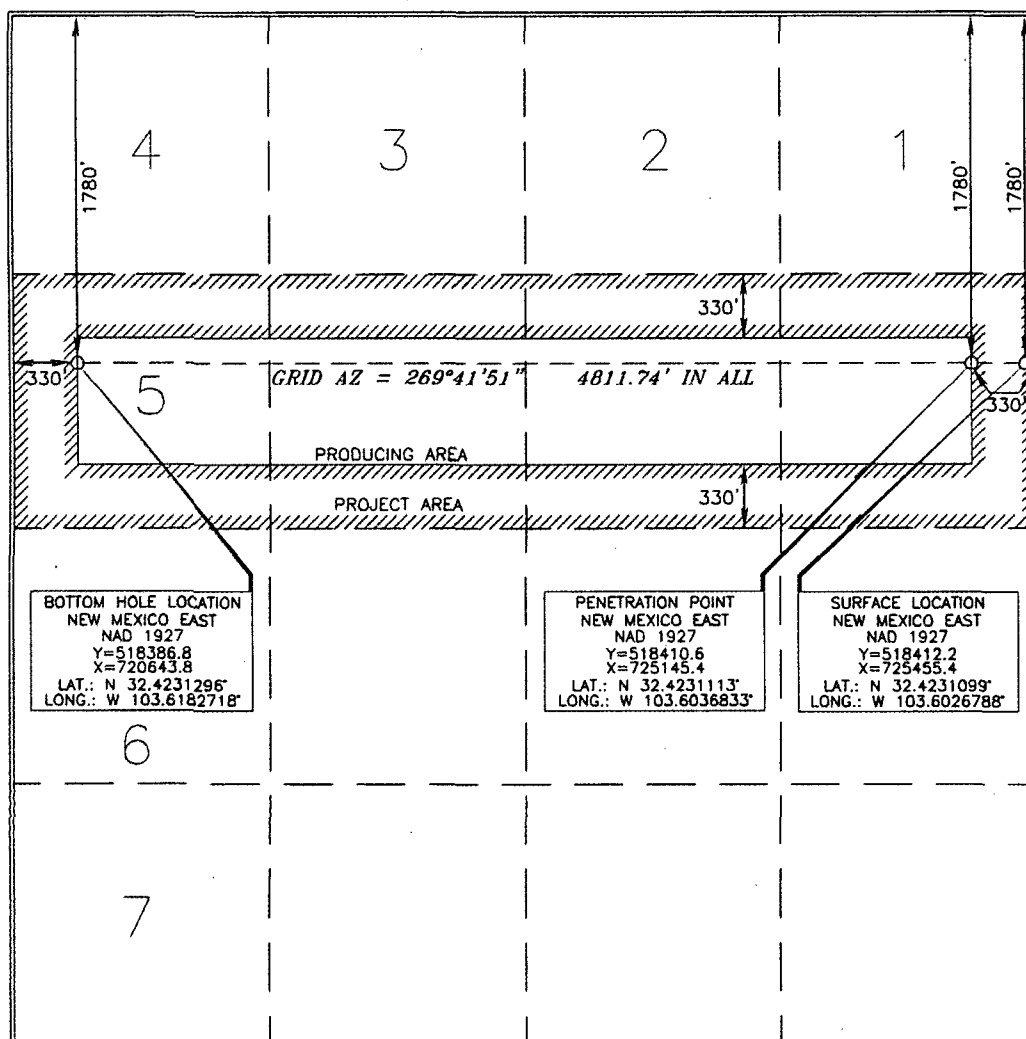 4
3
2
1
1780'
1780'
1780'
330'
330'
330'
5
GRID AZ = 269°41'51" 4811.74' IN ALL
PRODUCING AREA
330'
PROJECT AREA
BOTTOM HOLE LOCATION
NEW MEXICO EAST
NAD 1927
Y=518386.8
X=720643.8
LAT.: N 32.4231296°
LONG.: W 103.6182718°
PENETRATION POINT
NEW MEXICO EAST
NAD 1927
Y=518410.6
X=725145.4
LAT.: N 32.4231113°
LONG.: W 103.6036833°
SURFACE LOCATION
NEW MEXICO EAST
NAD 1927
Y=518412.2
X=725455.4
LAT.: N 32.4231099°
LONG.: W 103.6026788°
6
7